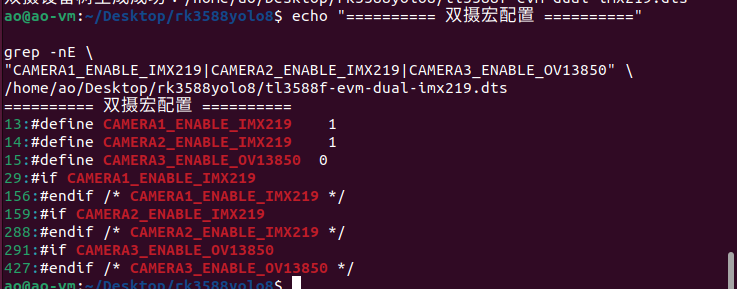 ao@ao-vm:~/Desktop/rk3588yolo8$ echo "========== 双摄宏配置 =========="
grep -nE \
"CAMERA1_ENABLE_IMX219|CAMERA2_ENABLE_IMX219|CAMERA3_ENABLE_OV13850" \
/home/ao/Desktop/rk3588yolo8/tl3588f-evm-dual-imx219.dts
========== 双摄宏配置 ==========
13:#define CAMERA1_ENABLE_IMX219    1
14:#define CAMERA2_ENABLE_IMX219    1
15:#define CAMERA3_ENABLE_OV13850  0
29:#if CAMERA1_ENABLE_IMX219
156:#endif /* CAMERA1_ENABLE_IMX219 */
159:#if CAMERA2_ENABLE_IMX219
288:#endif /* CAMERA2_ENABLE_IMX219 */
291:#if CAMERA3_ENABLE_OV13850
427:#endif /* CAMERA3_ENABLE_OV13850 */
ao@ao-vm:~/Desktop/rk3588yolo8$